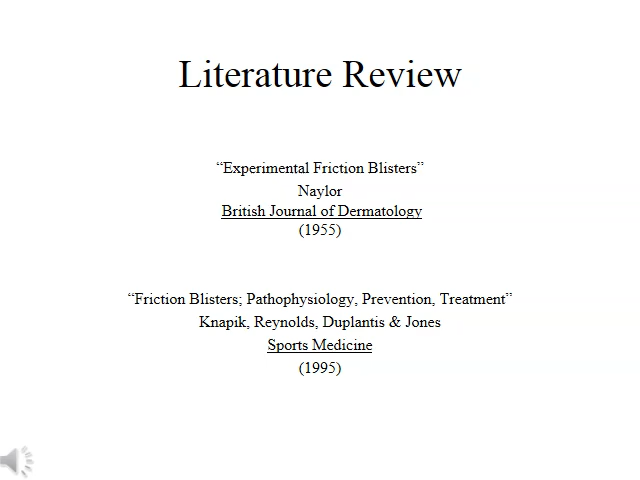 Literature Review
“Experimental Friction Blisters”
Naylor
British Journal of Dermatology
(1955)
“Friction Blisters; Pathophysiology, Prevention, Treatment”
Knapik, Reynolds, Duplantis & Jones
Sports Medicine
(1995)